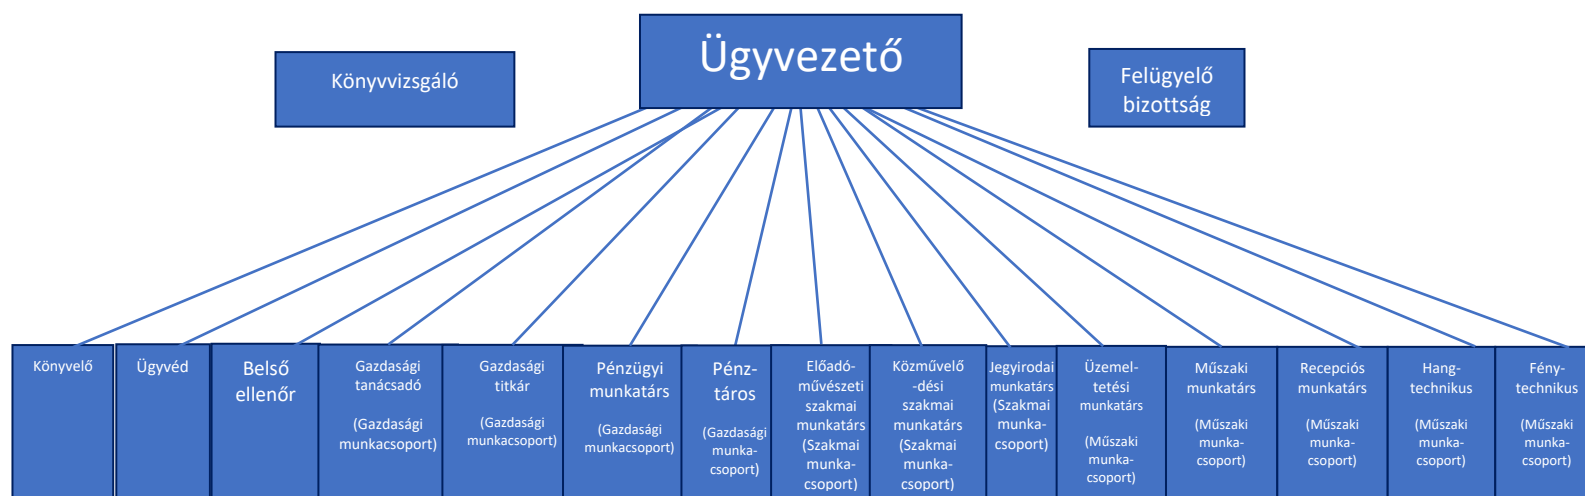 Ügyvezető
Könyvvizsgáló
Felügyelő
bizottság
Könyvelő
Ügyvéd
Belső
ellenőr
Gazdasági
tanácsadó
(Gazdasági
munkacsoport)
Gazdasági
titkár
(Gazdasági
munkacsoport)
Pénzügyi
munkatárs
(Gazdasági
munkacsoport)
Pénz-
táros
(Gazdasági
munka-
csoport)
Előadó-
művészeti
szakmai
munkatárs
(Szakmai
munka-
csoport)
Közművelő
-dési
szakmai
munkatárs
(Szakmai
munka-
csoport)
Jegyirodai
munkatárs
(Szakmai
munka-
csoport)
Üzemel-
tetési
munkatárs
(Műszaki
munka-
csoport)
Műszaki
munkatárs
(Műszaki
munka-
csoport)
Recepciós
munkatárs
(Műszaki
munka-
csoport)
Hang-
technikus
(Műszaki
munka-
csoport)
Fény-
technikus
(Műszaki
munka-
csoport)